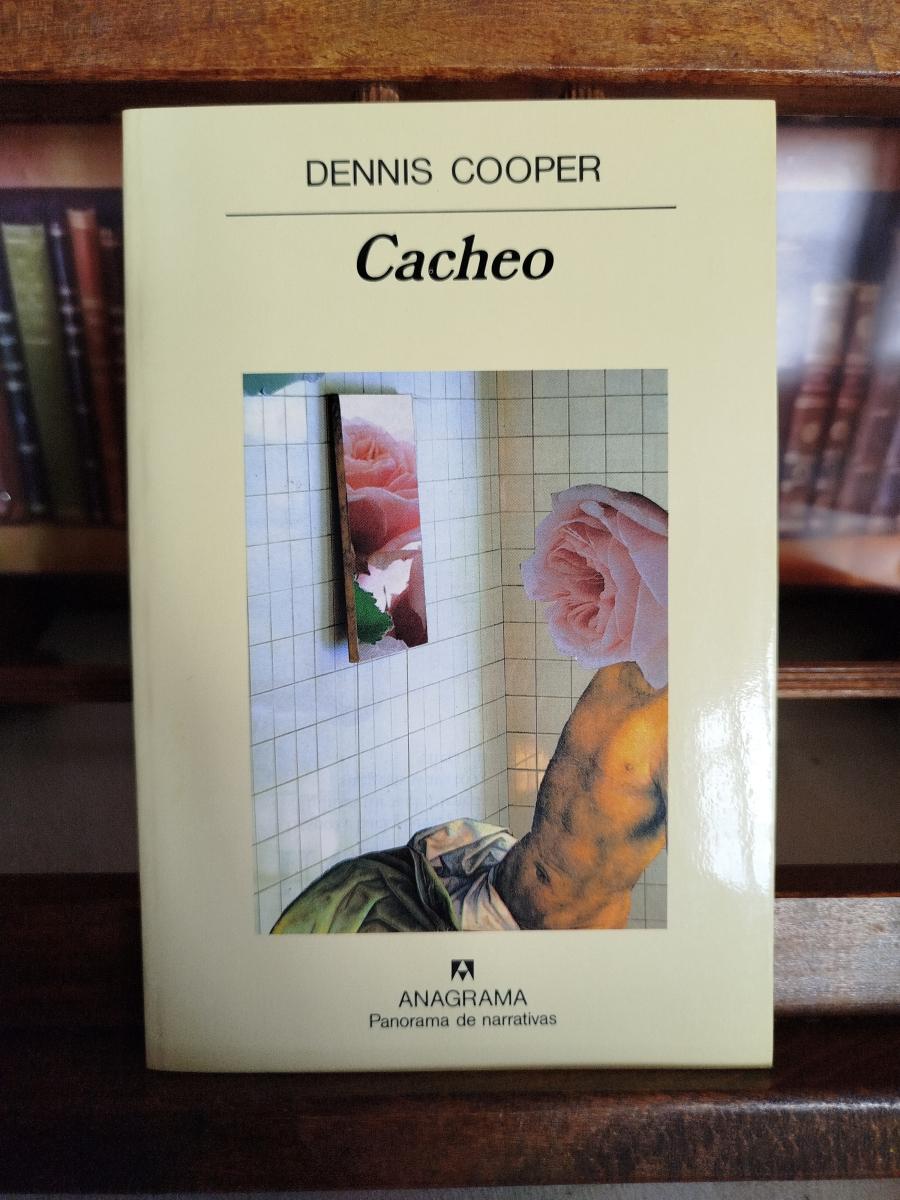 DENNIS COOPER
Cacheo
ANAGRAMA
Panorama de narrativas